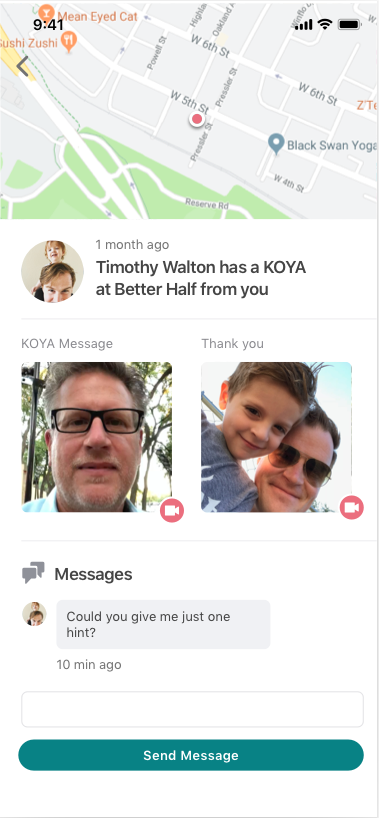 Mean Eyed Cat
9:41
Sushi Zushi
Highla
Oakland A
Winflo
Powell St
W 6th St
W 5th St
W 6th St
Pressler St
Pressler St
Z'Te
Black Swan Yoga
W 4th St
Reserve Rd
1 month ago
Timothy Walton has a KOYA
at Better Half from you
KOYA Message
Thank you
Messages
Could you give me just one
hint?
10 min ago
Send Message